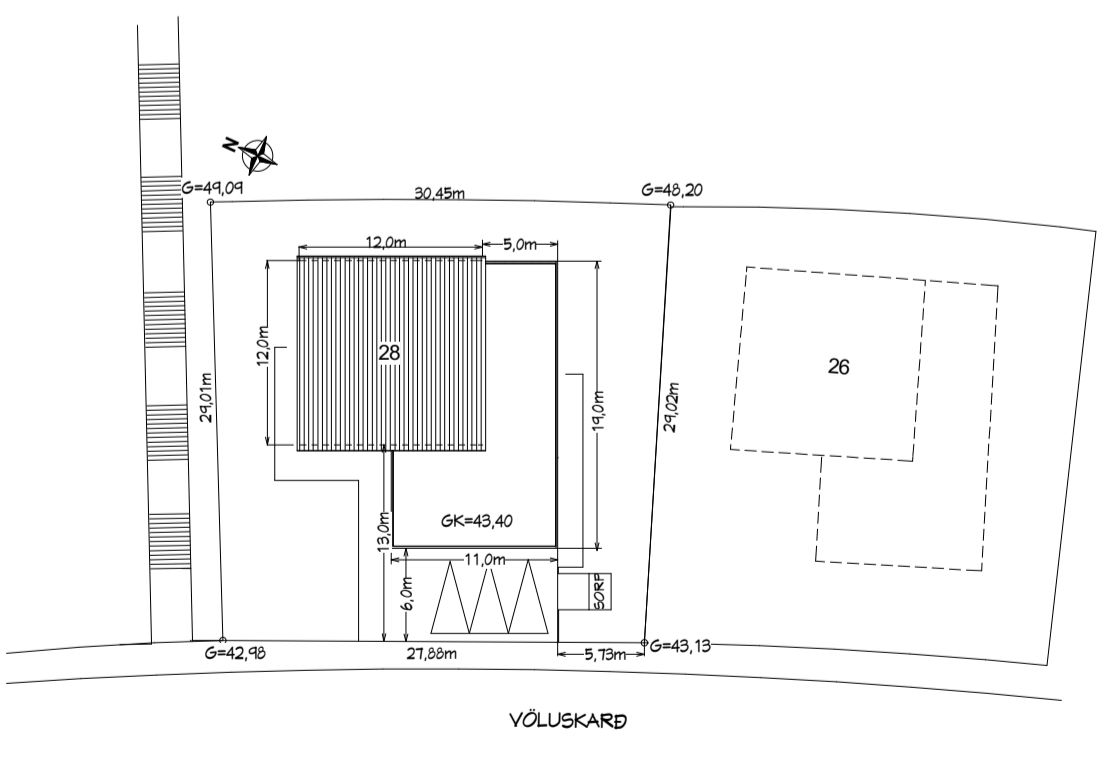 N
G=49,09
30,45m
G=48,20
12,0m
5,0m
12,0m
28
26
29,01m
19,0m
29,02m
GK=43,40
13,0m
11,0m
6,0m
SORP
G=42,98
27,88m
5,73m
G=43,13
VÖLUSKARÐ